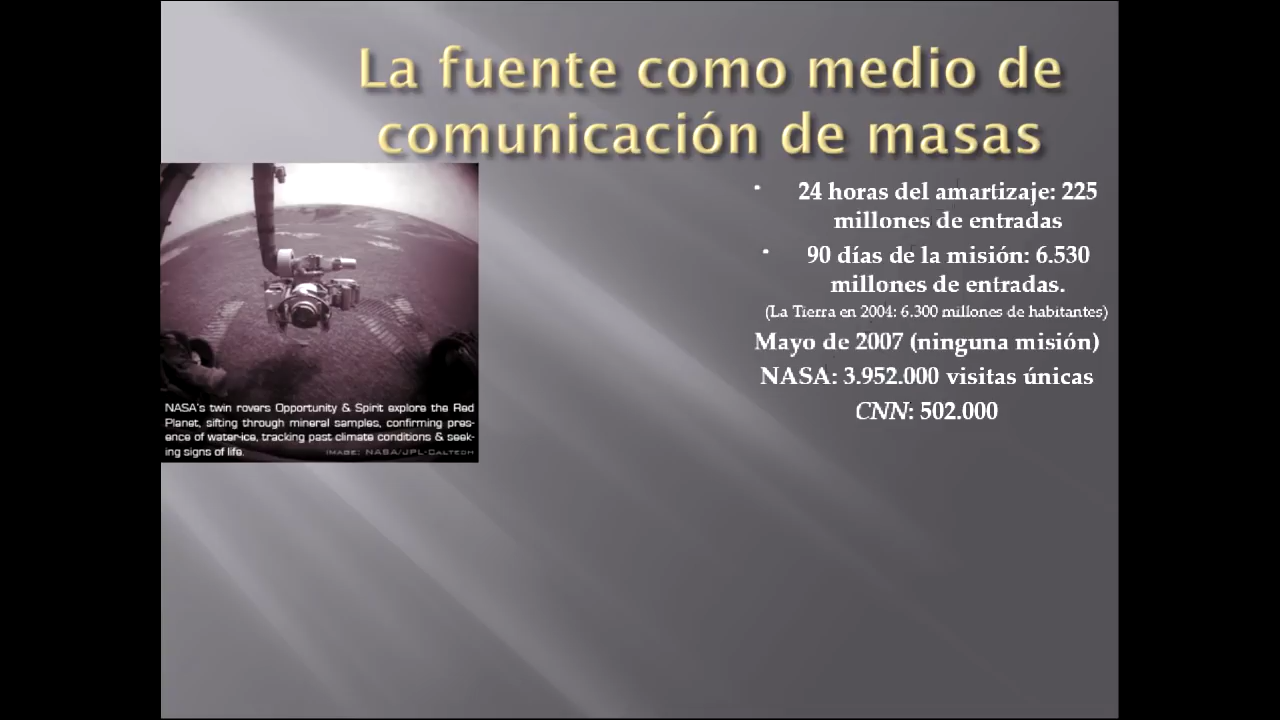 La fuente como medio de
comunicación de masas
24 horas del amartizaje: 225
millones de entradas
90 días de la misión: 6.530
millones de entradas.
(La Tierra en 2004: 6.300 millones de habitantes)
Mayo de 2007 (ninguna misión)
NASA: 3.952.000 visitas únicas
CNN: 502.000
NASA's twin rovers Opportunity & Spirit explore the Red
Planet, sifting through mineral samples, confirming pres-
ence of water-ice, tracking past climate conditions & seek-
ing signs of life.
IMAGE: NASA/JPL-CALTECH